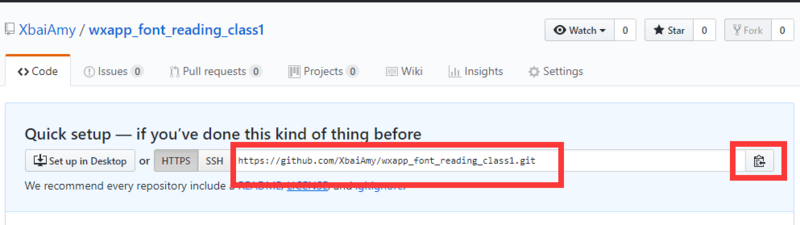 XbaiAmy / wxapp_font_reading_class1
Watch 0 Star 0 Fork 0
Code Issues 0 Pull requests 0 Projects 0 Wiki Insights Settings
Quick setup — if you've done this kind of thing before
Set up in Desktop or HTTPS SSH https://github.com/XbaiAmy/wxapp_font_reading_class1.git
We recommend every repository include a README, LICENSE, and .gitignore.